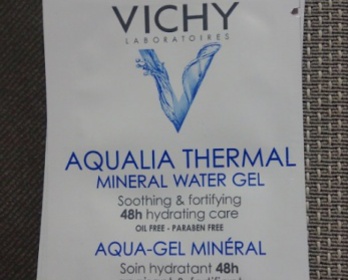 VICHY
LABORATOIRES
AQUALIA THERMAL
MINERAL WATER GEL
Soothing & fortifying
48h hydrating care
OIL FREE - PARABEN FREE
AQUA-GEL MINÉRAL
Soin hydratant 48h